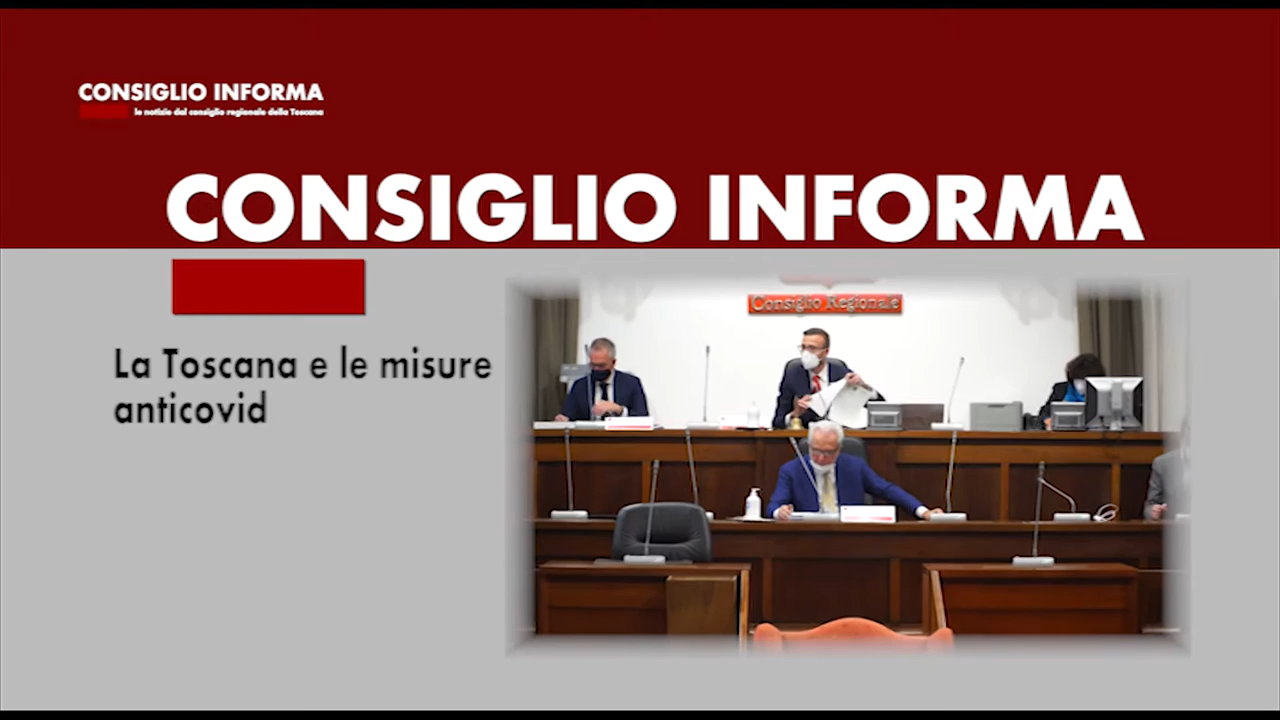 CONSIGLIO INFORMA
le notizie dal consiglio regionale della Toscana
CONSIGLIO INFORMA
Consiglio Regionale
La Toscana e le misure
anticovid